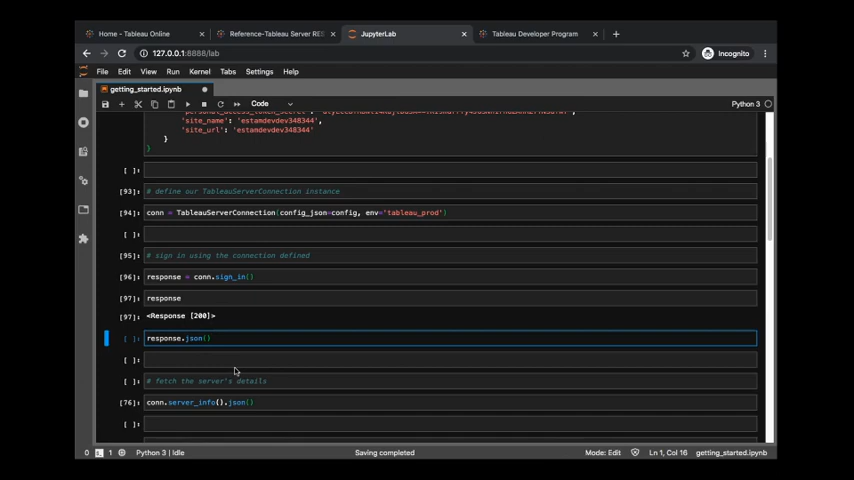 Home - Tableau Online
Reference-Tableau Server RES
JupyterLab
Tableau Developer Program
127.0.0.1:8888/lab
Incognito
File Edit View Run Kernel Tabs Settings Help
getting_started.ipynb
Code
Python 3
'site_name': 'estamdevdev348344',
'site_url': 'estamdevdev348344'
}
}
[ ]:
[93]: # define our TableauServerConnection instance
[94]: conn = TableauServerConnection(config_json=config, env='tableau_prod')
[ ]:
[95]: # sign in using the connection defined
[96]: response = conn.sign_in()
[97]: response
[97]: <Response [200]>
[ ]: response.json()
[ ]:
[ ]: # fetch the server's details
[76]: conn.server_info().json()
[ ]:
0 1 Python 3 | Idle Saving completed Mode: Edit Ln 1, Col 16 getting_started.ipynb